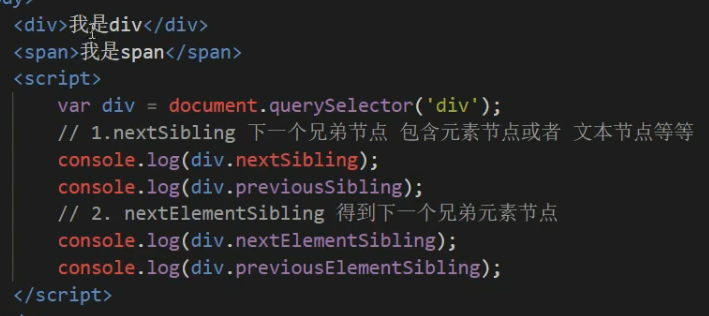 <div>我是div</div>
<span>我是span</span>
<script>
var div = document.querySelector('div');
// 1.nextSibling 下一个兄弟节点 包含元素节点或者 文本节点等等
console.log(div.nextSibling);
console.log(div.previousSibling);
// 2. nextElementSibling 得到下一个兄弟元素节点
console.log(div.nextElementSibling);
console.log(div.previousElementSibling);
</script>